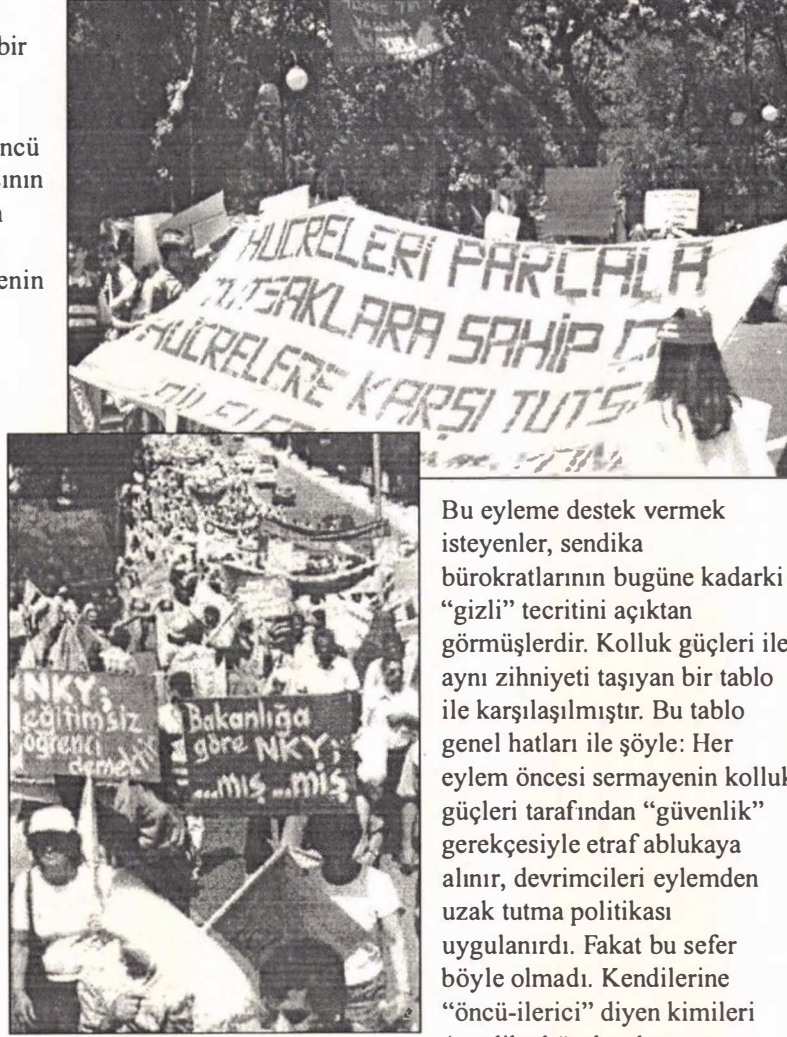 bir
ncü
ının
enin
HÜCRELERİ PARÇALA
TUTSAKLARA SAHİP
HÜCRELERE KARŞI
NKY;
eğitimsiz
öğrenci
demektir
Bakanlığa
göre NKY;
...mış...miş
Bu eyleme destek vermek
isteyenler, sendika
bürokratlarının bugüne kadarki
“gizli” tecritini açıktan
görmüşlerdir. Kolluk güçleri ile
aynı zihniyeti taşıyan bir tablo
ile karşılaşılmıştır. Bu tablo
genel hatları ile şöyle: Her
eylem öncesi sermayenin kolluk
güçleri tarafından “güvenlik”
gerekçesiyle etraf ablukaya
alınır, devrimcileri eylemden
uzak tutma politikası
uygulanırdı. Fakat bu sefer
böyle olmadı. Kendilerine
“öncü-ilerici” diyen kimileri